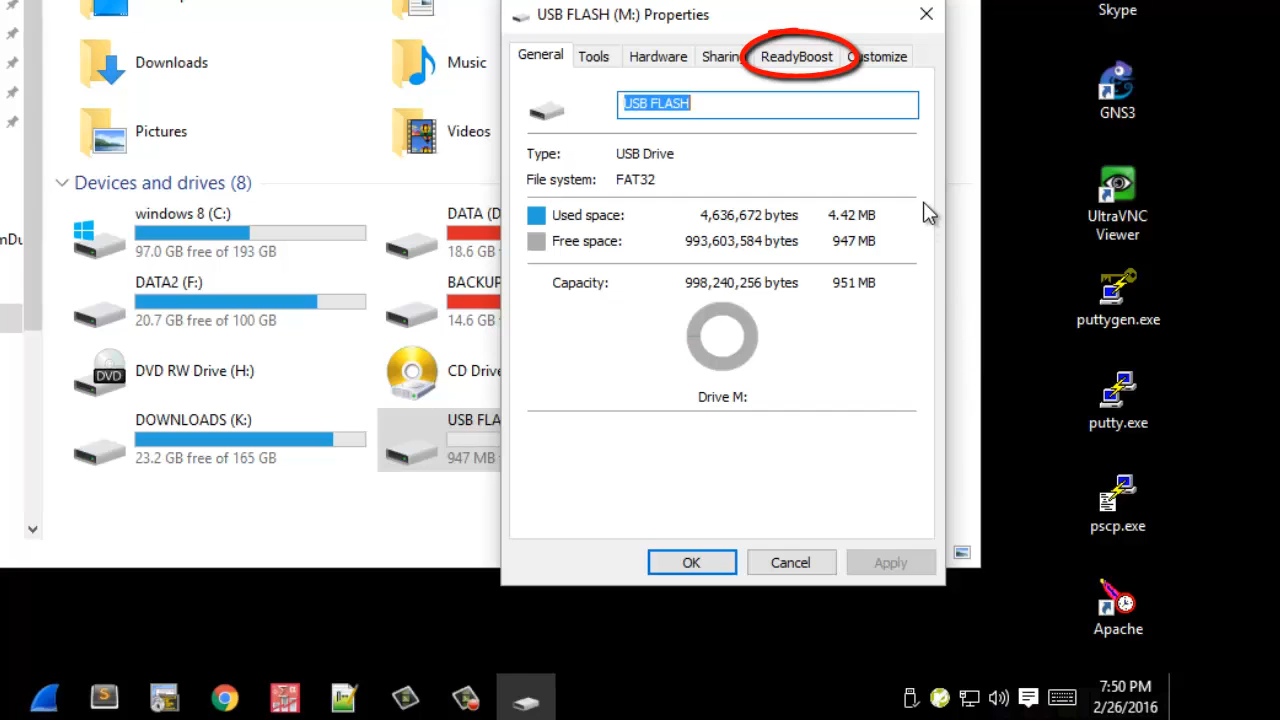 USB FLASH (M:) Properties
General Tools Hardware Sharing ReadyBoost Customize
USB FLASH
Type: USB Drive
File system: FAT32
Used space: 4,636,672 bytes 4.42 MB
Free space: 993,603,584 bytes 947 MB
Capacity: 998,240,256 bytes 951 MB
Drive M:
OK Cancel Apply
Downloads
Music
Pictures
Videos
Devices and drives (8)
windows 8 (C:)
97.0 GB free of 193 GB
DATA (D
18.6 GB
DATA2 (F:)
20.7 GB free of 100 GB
BACKUP
14.6 GB
DVD
DVD RW Drive (H:)
CD Drive
DOWNLOADS (K:)
23.2 GB free of 165 GB
USB FLA
947 MB
mDu
Skype
GNS3
UltraVNC
Viewer
puttygen.exe
putty.exe
pscp.exe
Apache
7:50 PM
2/26/2016